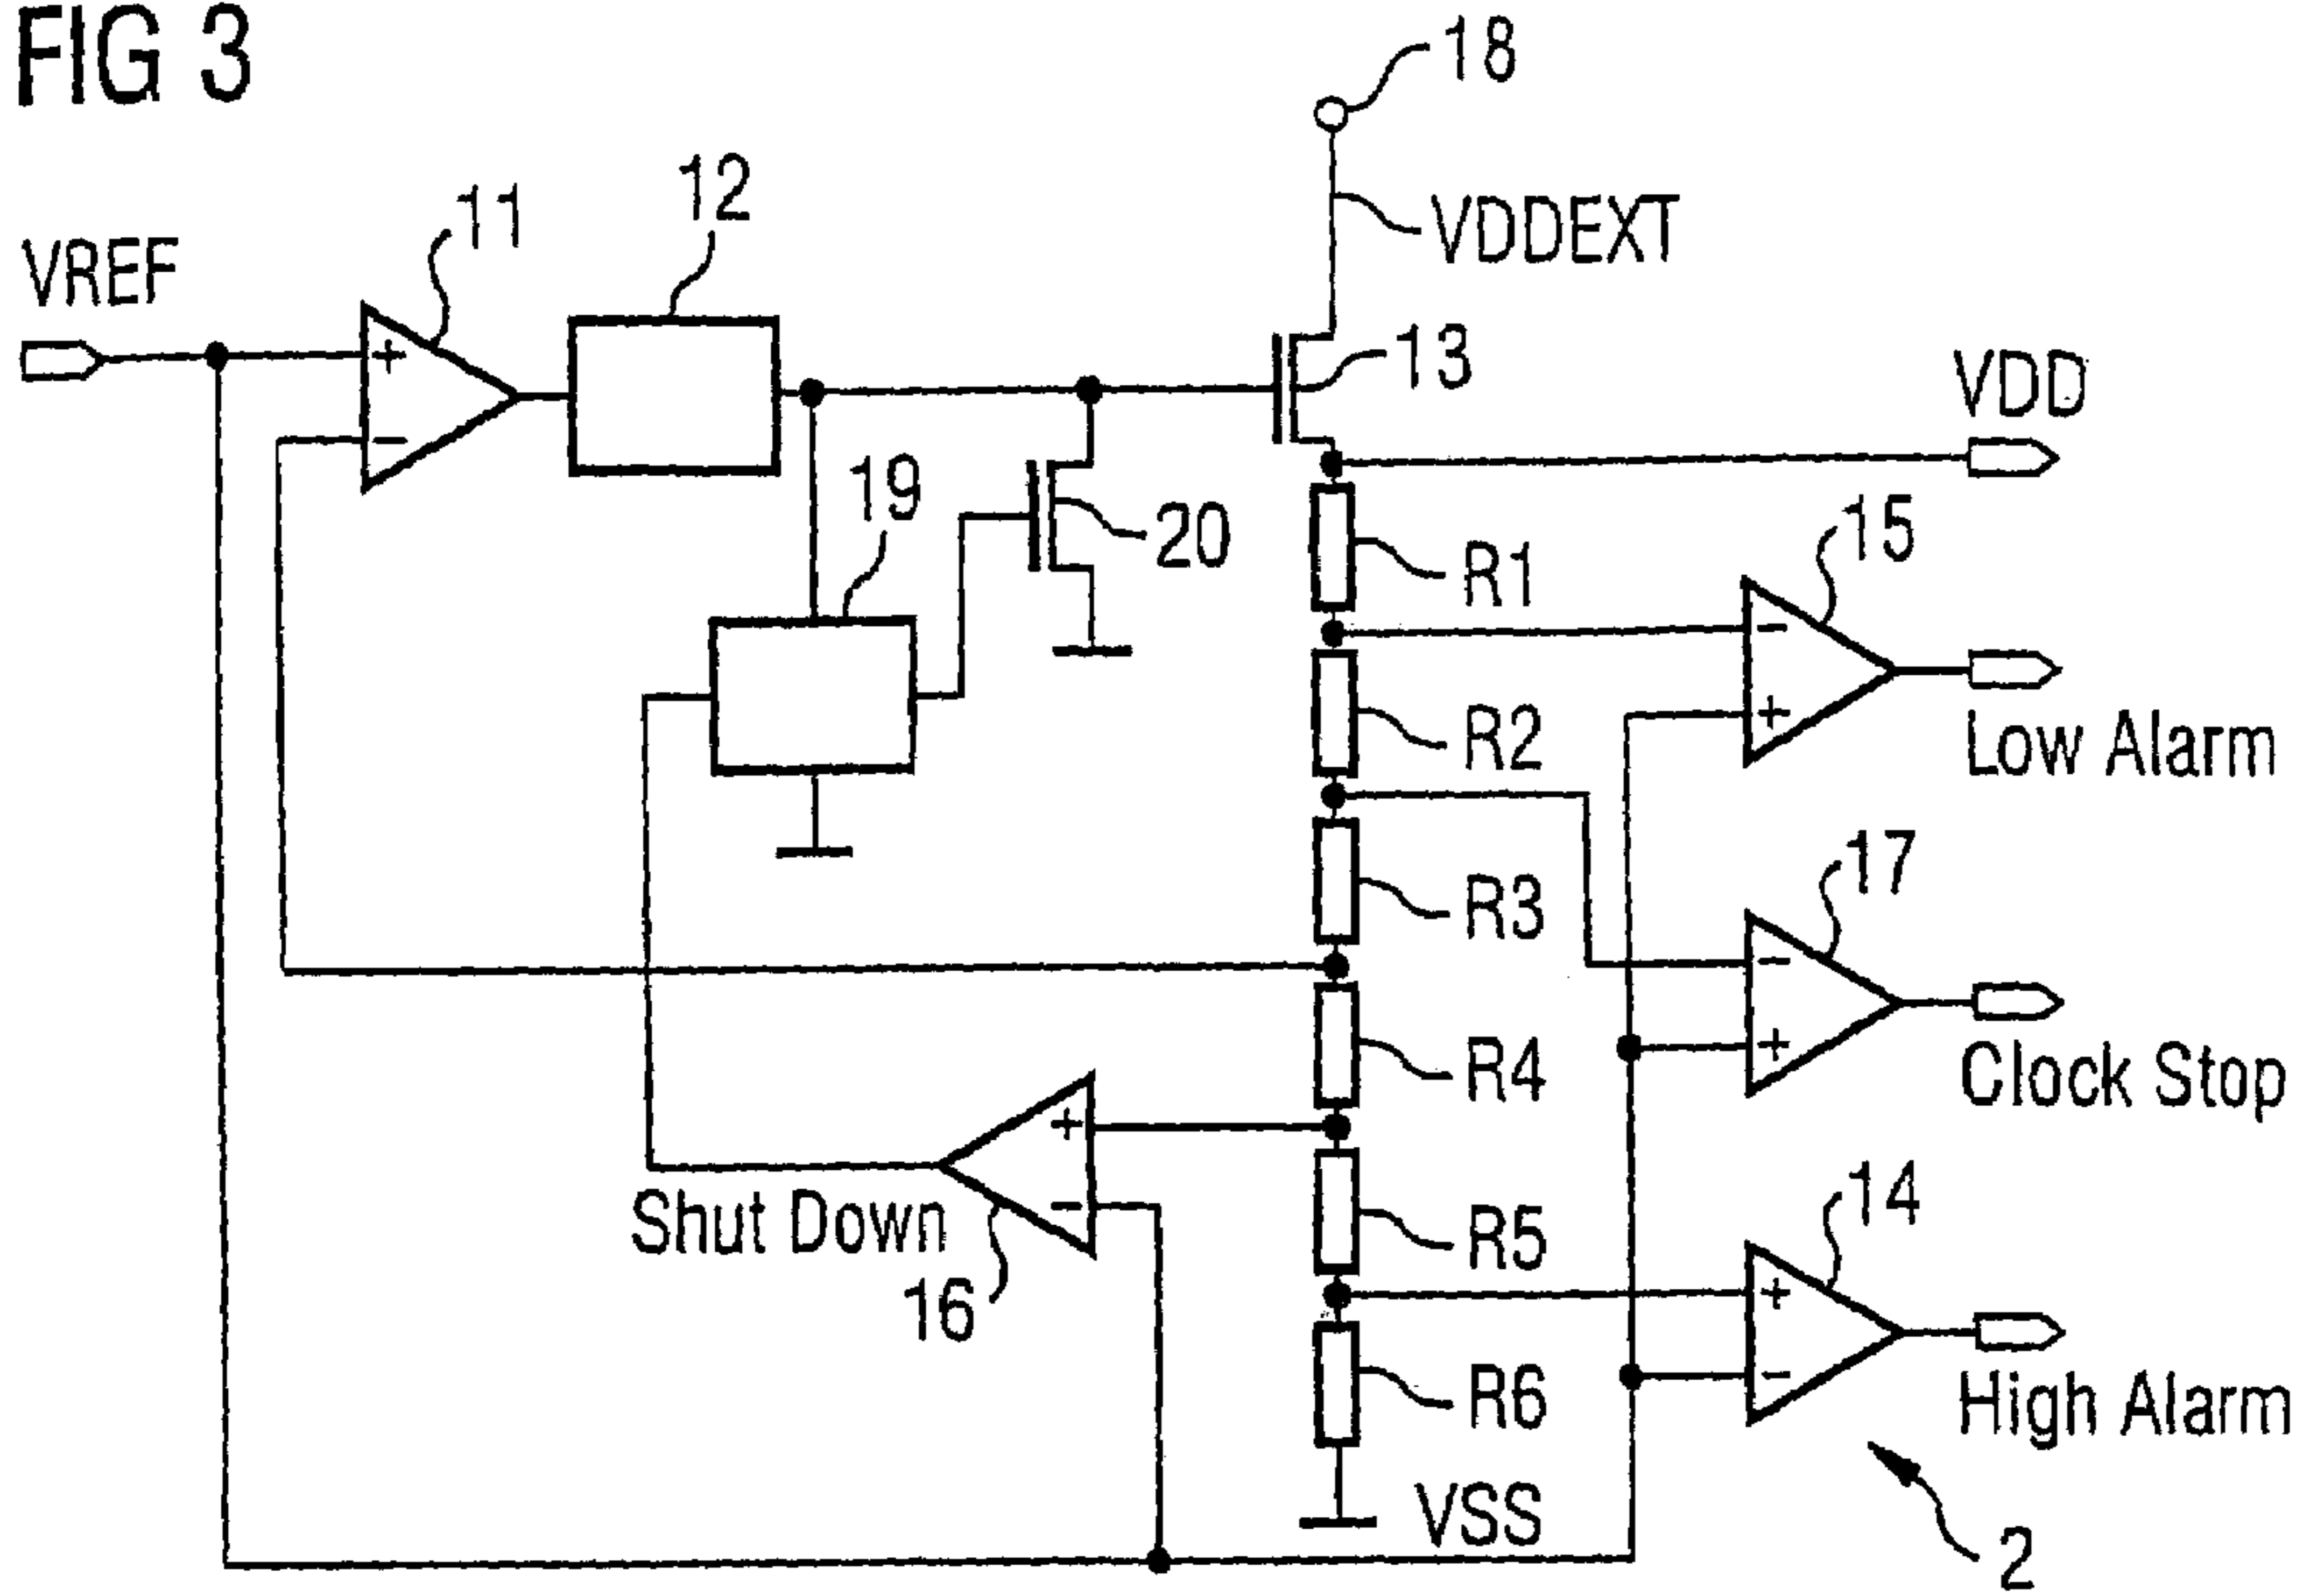 FIG 3
18
12
11
VDDEXT
VREF
13
VDD
19
20
15
R1
R2
Low Alarm
17
R3
R4
Clock Stop
+
-
+
-
+
-
+
-
+
-
14
Shut Down
R5
16
R6
High Alarm
VSS
2